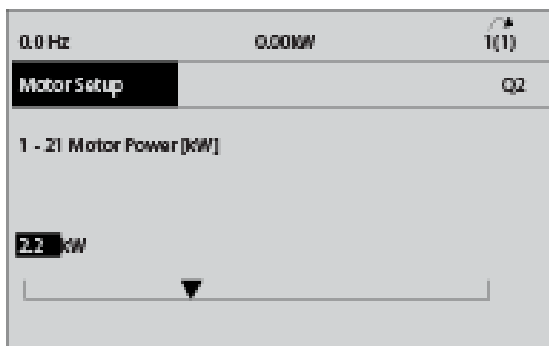 0.0 Hz 0.00kW 1(1)
Motor Setup Q2
1 - 21 Motor Power [kW]
2.2 kW